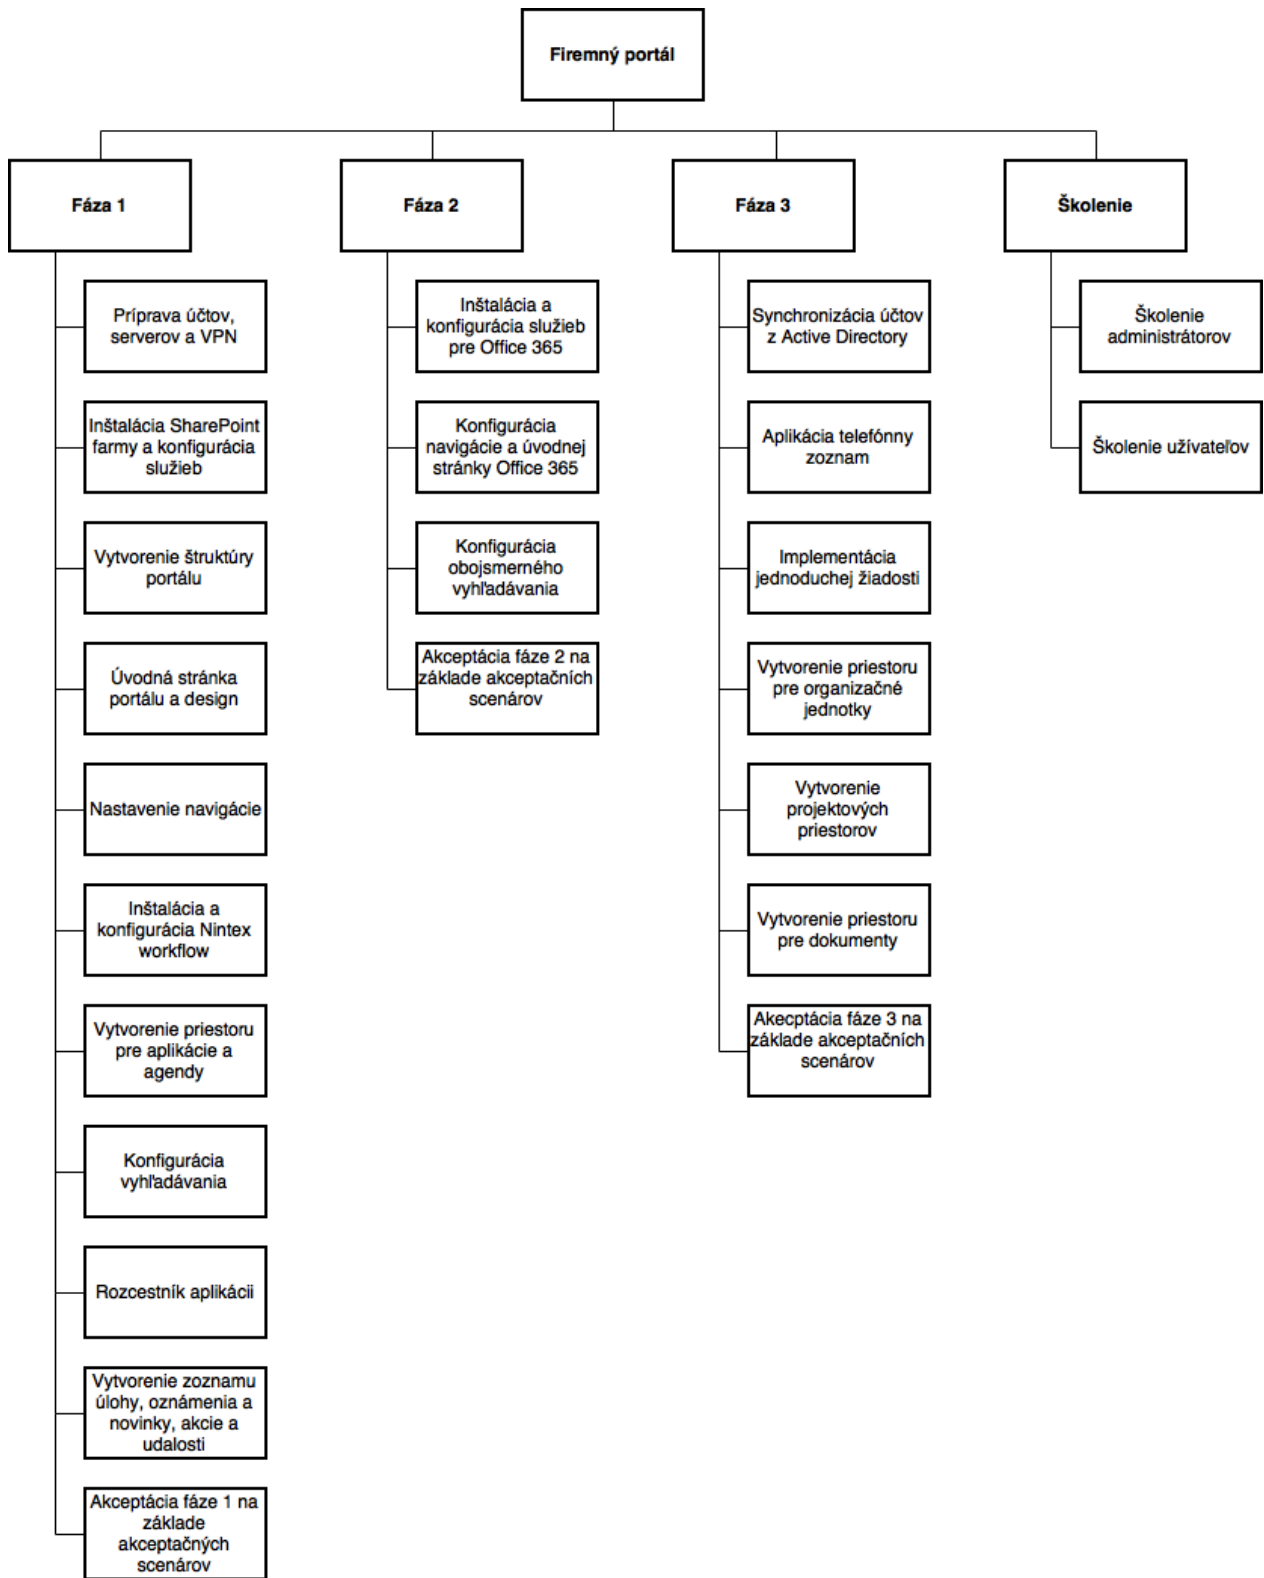 Firemný portál
Fáza 1
Fáza 2
Fáza 3
Školenie
Príprava účtov,
serverov a VPN
Inštalácia SharePoint
farmy a konfigurácia
služieb
Vytvorenie štruktúry
portálu
Úvodná stránka
portálu a design
Nastavenie navigácie
Inštalácia a
konfigurácia Nintex
workflow
Vytvorenie priestoru
pre aplikácie a
agendy
Konfigurácia
vyhľadávania
Rozcestník aplikácii
Vytvorenie zoznamu
úlohy, oznámenia a
novinky, akcie a
udalosti
Akceptácia fáze 1 na
základe
akceptačných
scenárov
Inštalácia a
konfigurácia služieb
pre Office 365
Konfigurácia
navigácie a úvodnej
stránky Office 365
Konfigurácia
obojsmerného
vyhľadávania
Akceptácia fáze 2 na
základe akceptačních
scenárov
Synchronizácia účtov
z Active Directory
Aplikácia telefónny
zoznam
Implementácia
jednoduchej žiadosti
Vytvorenie priestoru
pre organizačné
jednotky
Vytvorenie
projektových
priestorov
Vytvorenie priestoru
pre dokumenty
Akecptácia fáze 3 na
základe akceptačních
scenárov
Školenie
administrátorov
Školenie užívateľov